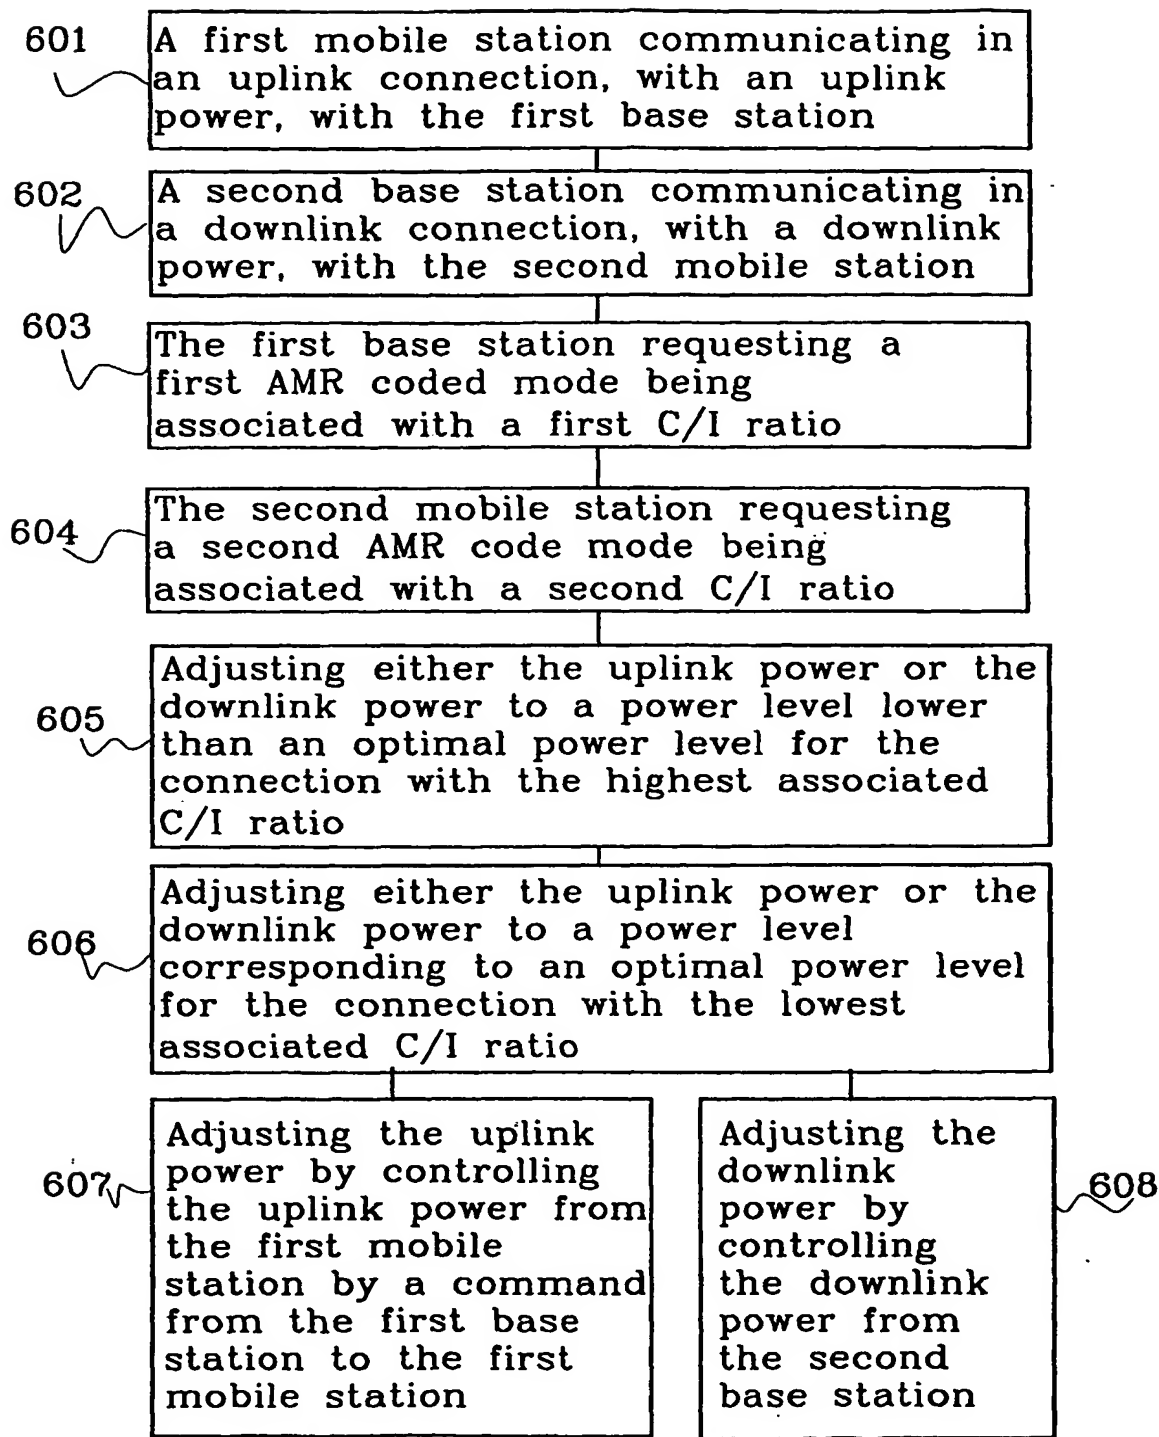 601
A first mobile station communicating in
an uplink connection, with an uplink
power, with the first base station
602
A second base station communicating in
a downlink connection, with a downlink
power, with the second mobile station
603
The first base station requesting a
first AMR coded mode being
associated with a first C/I ratio
604
The second mobile station requesting
a second AMR code mode being
associated with a second C/I ratio
605
Adjusting either the uplink power or the
downlink power to a power level lower
than an optimal power level for the
connection with the highest associated
C/I ratio
606
Adjusting either the uplink power or the
downlink power to a power level
corresponding to an optimal power level
for the connection with the lowest
associated C/I ratio
607
Adjusting the uplink
power by controlling
the uplink power from
the first mobile
station by a command
from the first base
station to the first
mobile station
608
Adjusting the
downlink
power by
controlling
the downlink
power from
the second
base station